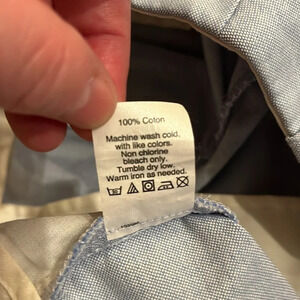 100% Coton
Machine wash cold,
with like colors.
Non chlorine
bleach only.
Tumble dry low.
Warm iron as needed.